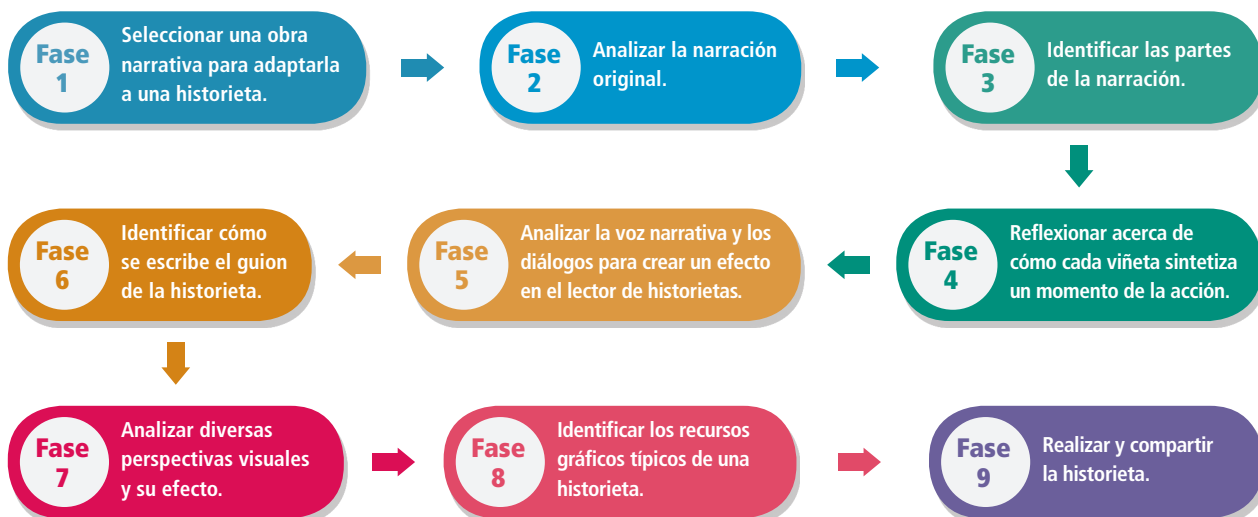 Fase
1
Seleccionar una obra
narrativa para adaptarla
a una historieta.
Fase
2
Analizar la narración
original.
Fase
3
Identificar las partes
de la narración.
Fase
4
Reflexionar acerca de
cómo cada viñeta sintetiza
un momento de la acción.
Fase
5
Analizar la voz narrativa y los
diálogos para crear un efecto
en el lector de historietas.
Fase
6
Identificar cómo
se escribe el guion
de la historieta.
Fase
7
Analizar diversas
perspectivas visuales
y su efecto.
Fase
8
Identificar los recursos
gráficos típicos de una
historieta.
Fase
9
Realizar y compartir
la historieta.